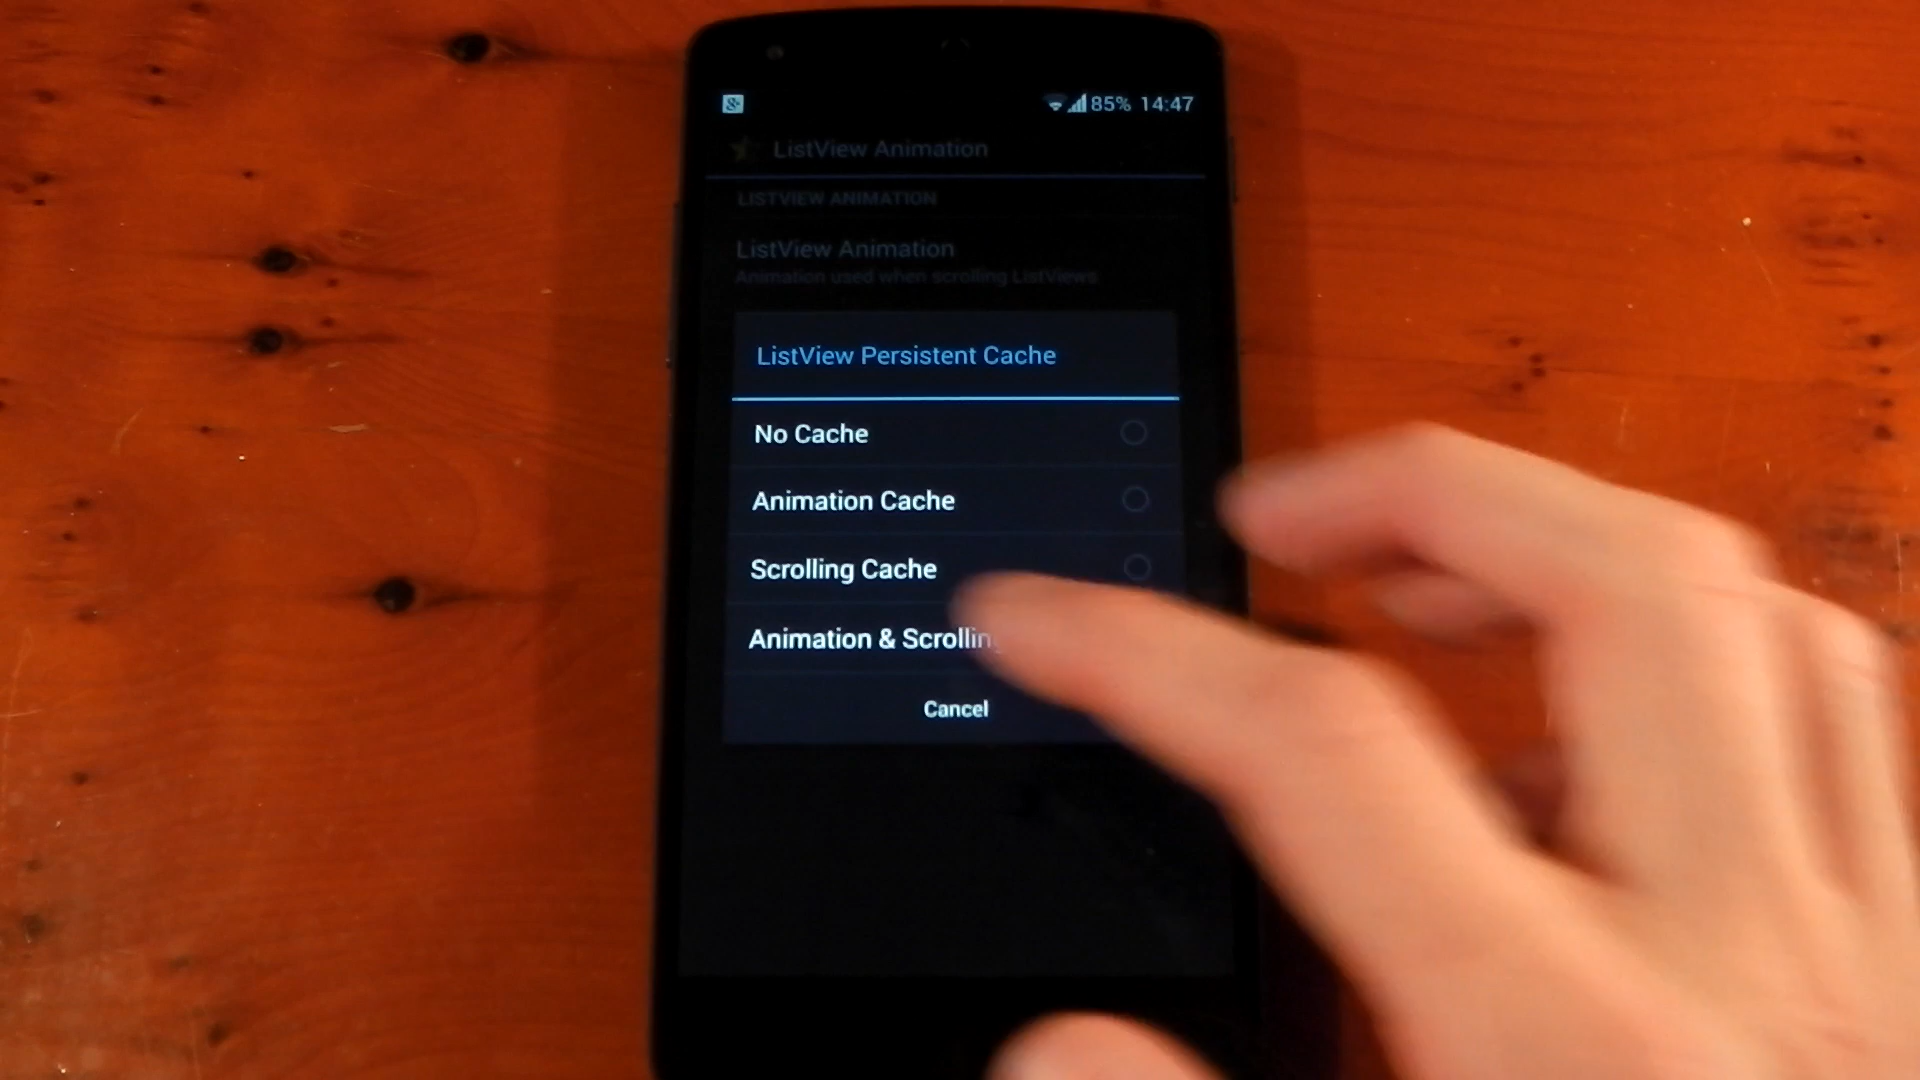 85% 14:47
ListView Animation
LISTVIEW ANIMATION
ListView Animation
Animation used when scrolling ListViews
ListView Persistent Cache
No Cache
Animation Cache
Scrolling Cache
Animation & Scrolling
Cancel